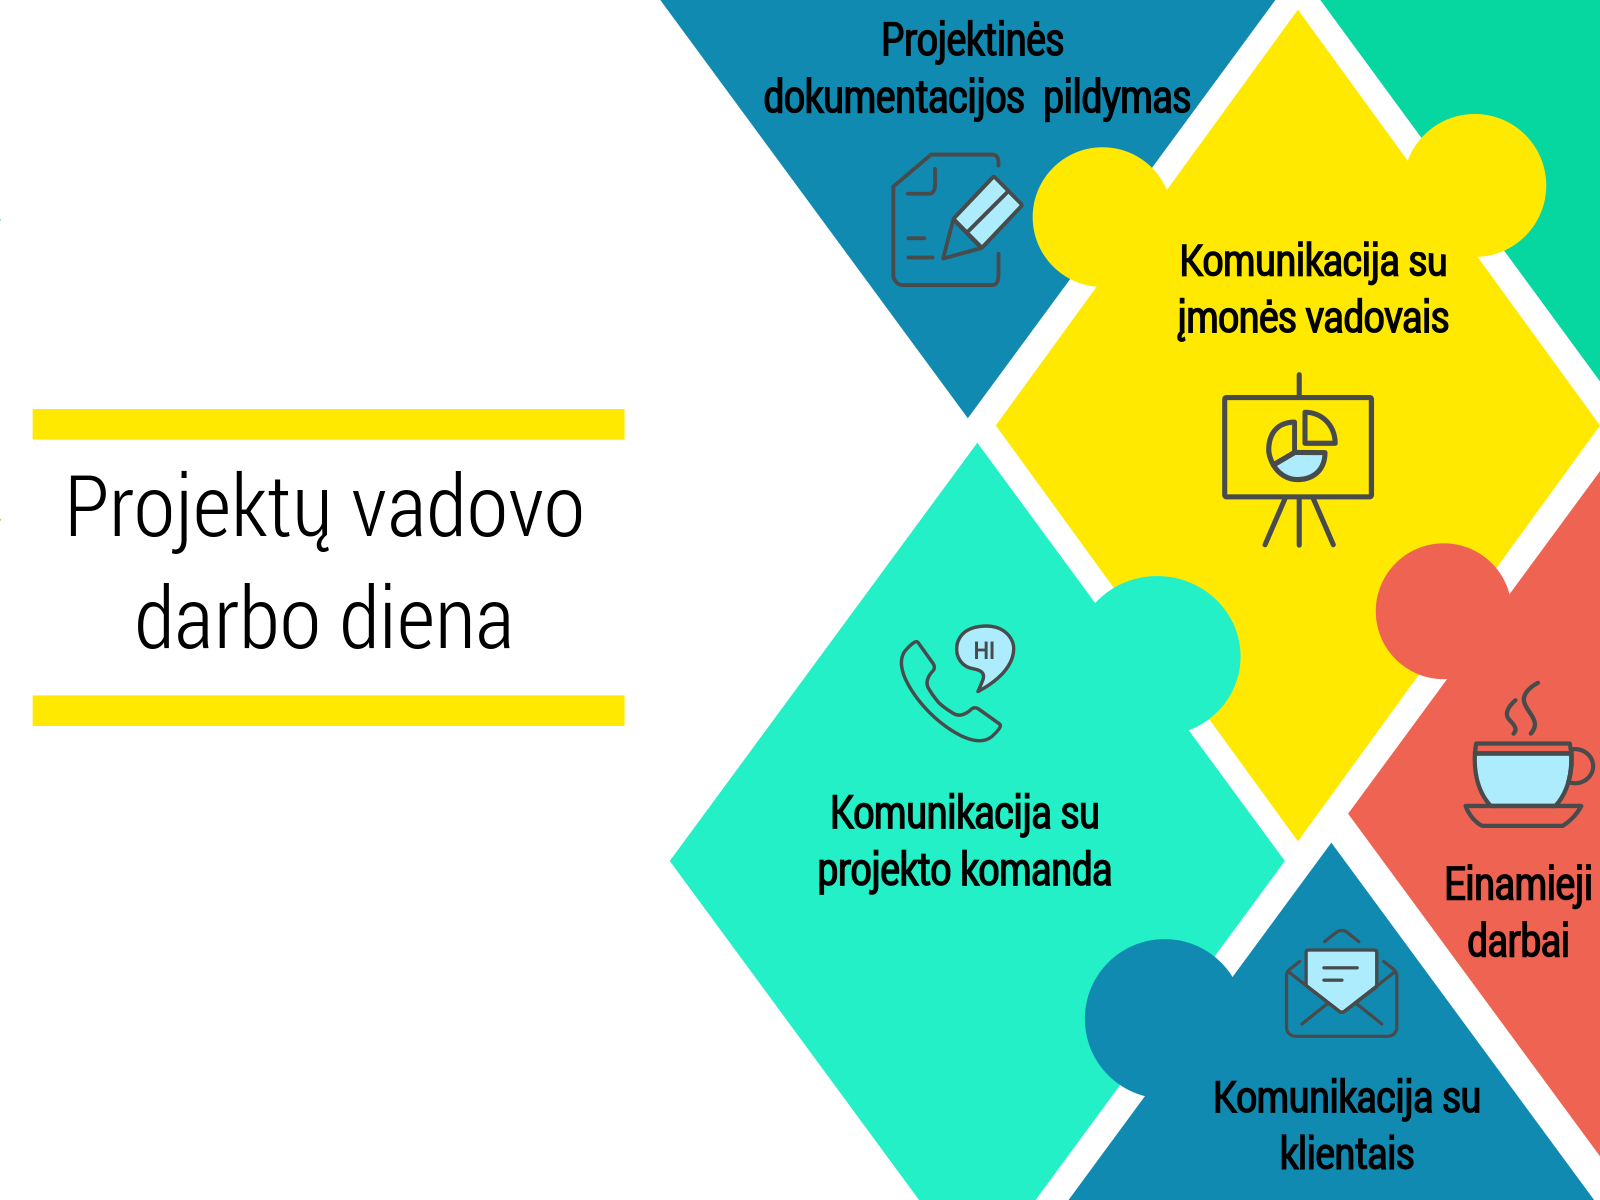 Projektų vadovo
darbo diena
Projektinės
dokumentacijos pildymas
Komunikacija su
įmonės vadovais
HI
Komunikacija su
projekto komanda
Einamieji
darbai
Komunikacija su
klientais